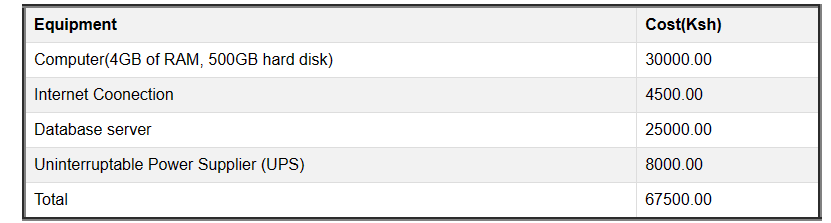 Equipment Cost(Ksh)
Computer(4GB of RAM, 500GB hard disk) 30000.00
Internet Coonection 4500.00
Database server 25000.00
Uninterruptable Power Supplier (UPS) 8000.00
Total 67500.00